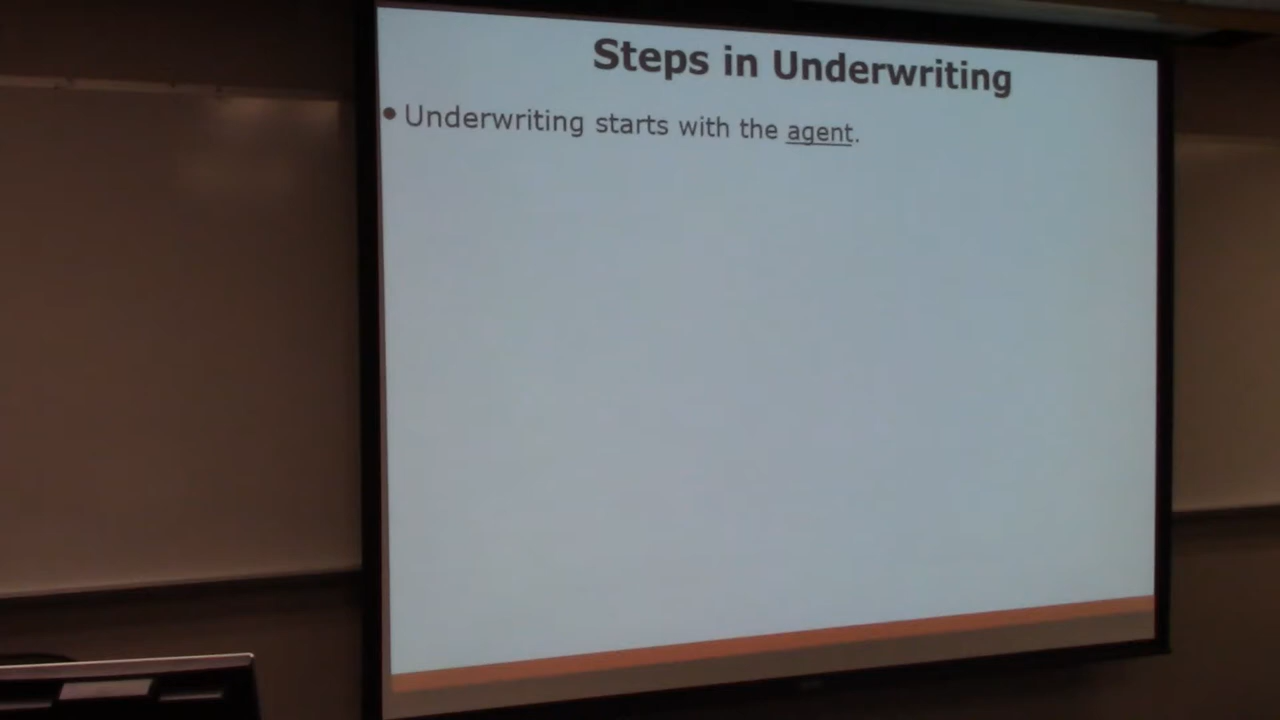 Steps in Underwriting
• Underwriting starts with the agent.